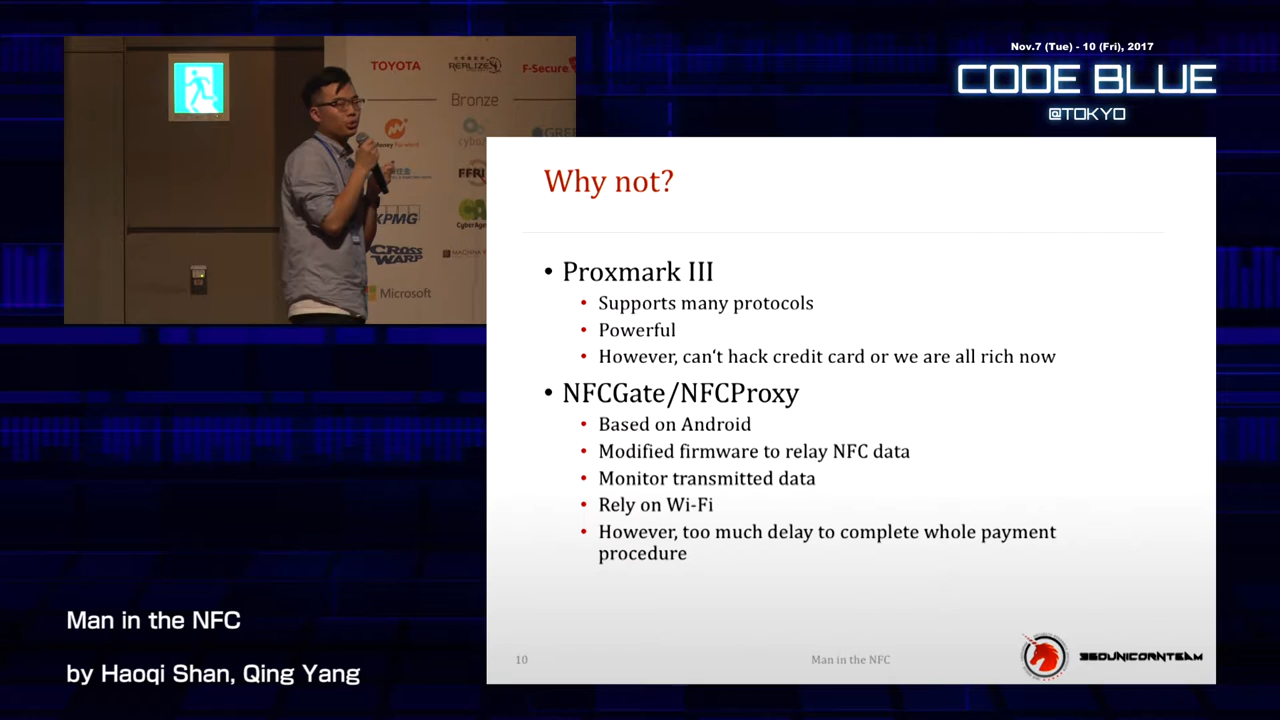 Nov.7 (Tue) - 10 (Fri), 2017
CODE BLUE
@TOKYO
TOYOTA
F-Secure
Bronze
Money Forward
FFRI
KPMG
CyberAgent
CROSS WARP
Microsoft
Why not?
• Proxmark III
• Supports many protocols
• Powerful
• However, can't hack credit card or we are all rich now
• NFCGate/NFCProxy
• Based on Android
• Modified firmware to relay NFC data
• Monitor transmitted data
• Rely on Wi-Fi
• However, too much delay to complete whole payment
procedure
10
Man in the NFC
360UNICORNTEAM
Man in the NFC
by Haoqi Shan, Qing Yang